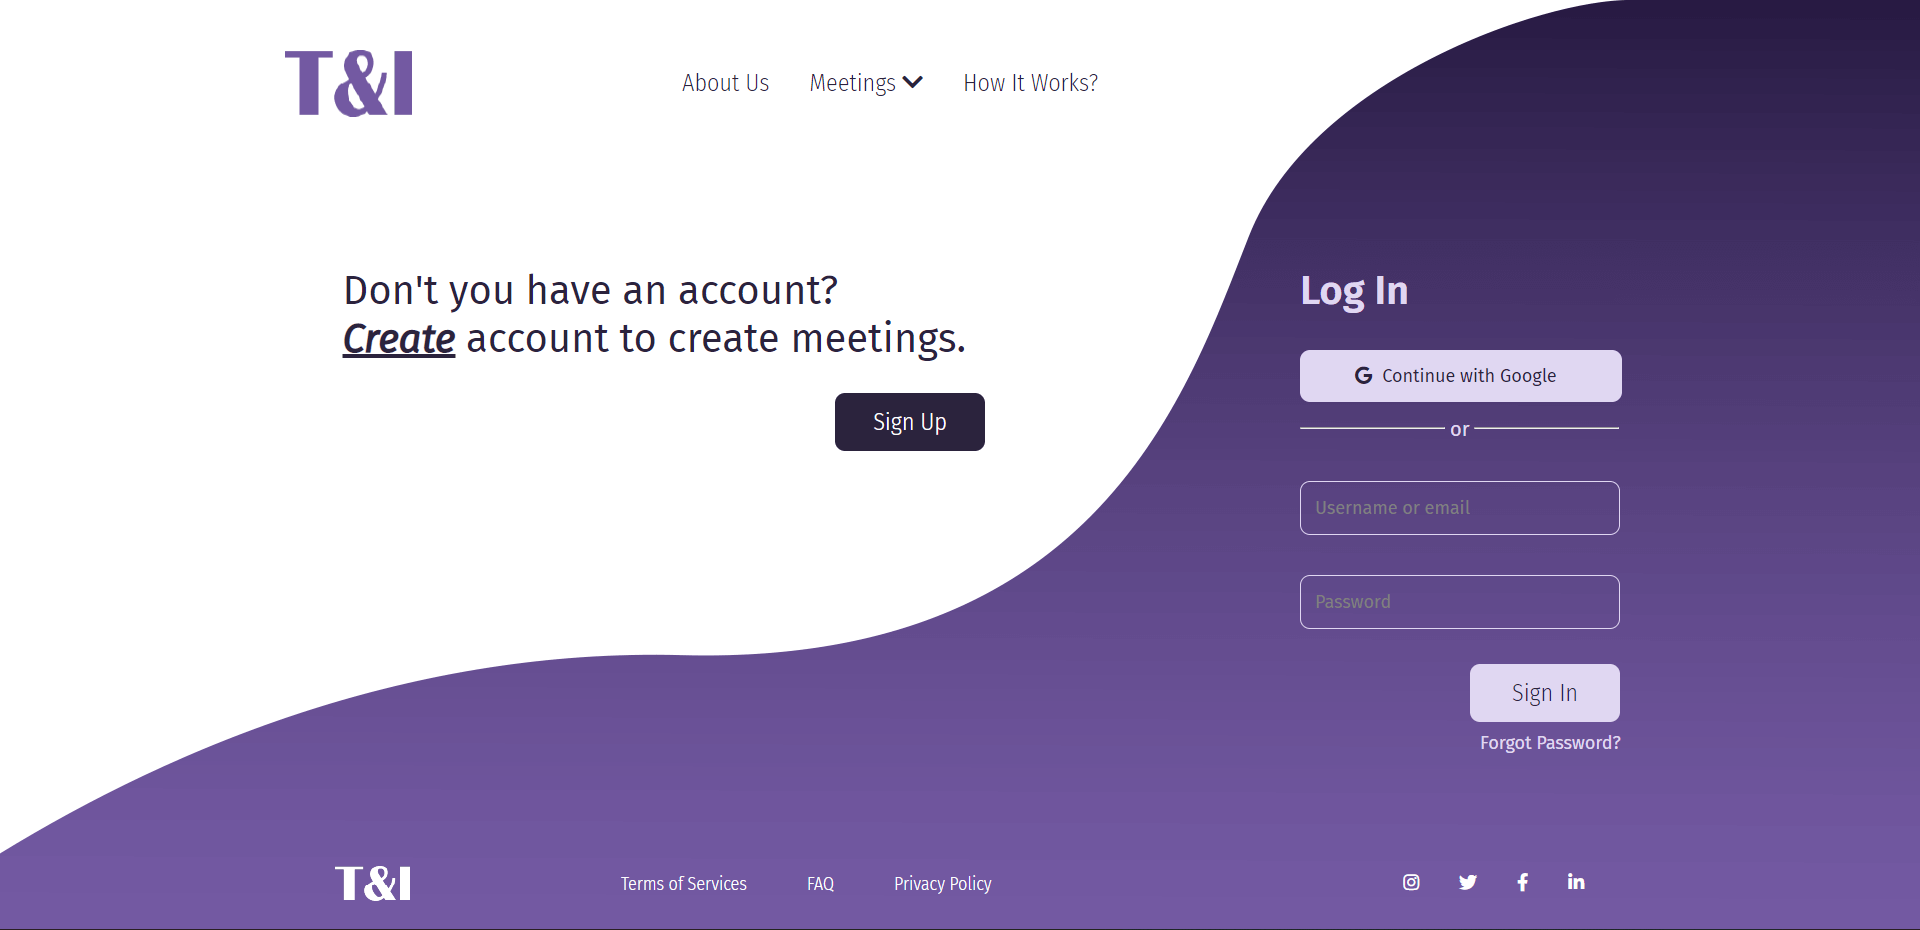 T&I
About Us
Meetings
How It Works?
Don't you have an account?
Create account to create meetings.
Sign Up
Log In
Continue with Google
or
Username or email
Password
Sign In
Forgot Password?
T&I
Terms of Services
FAQ
Privacy Policy